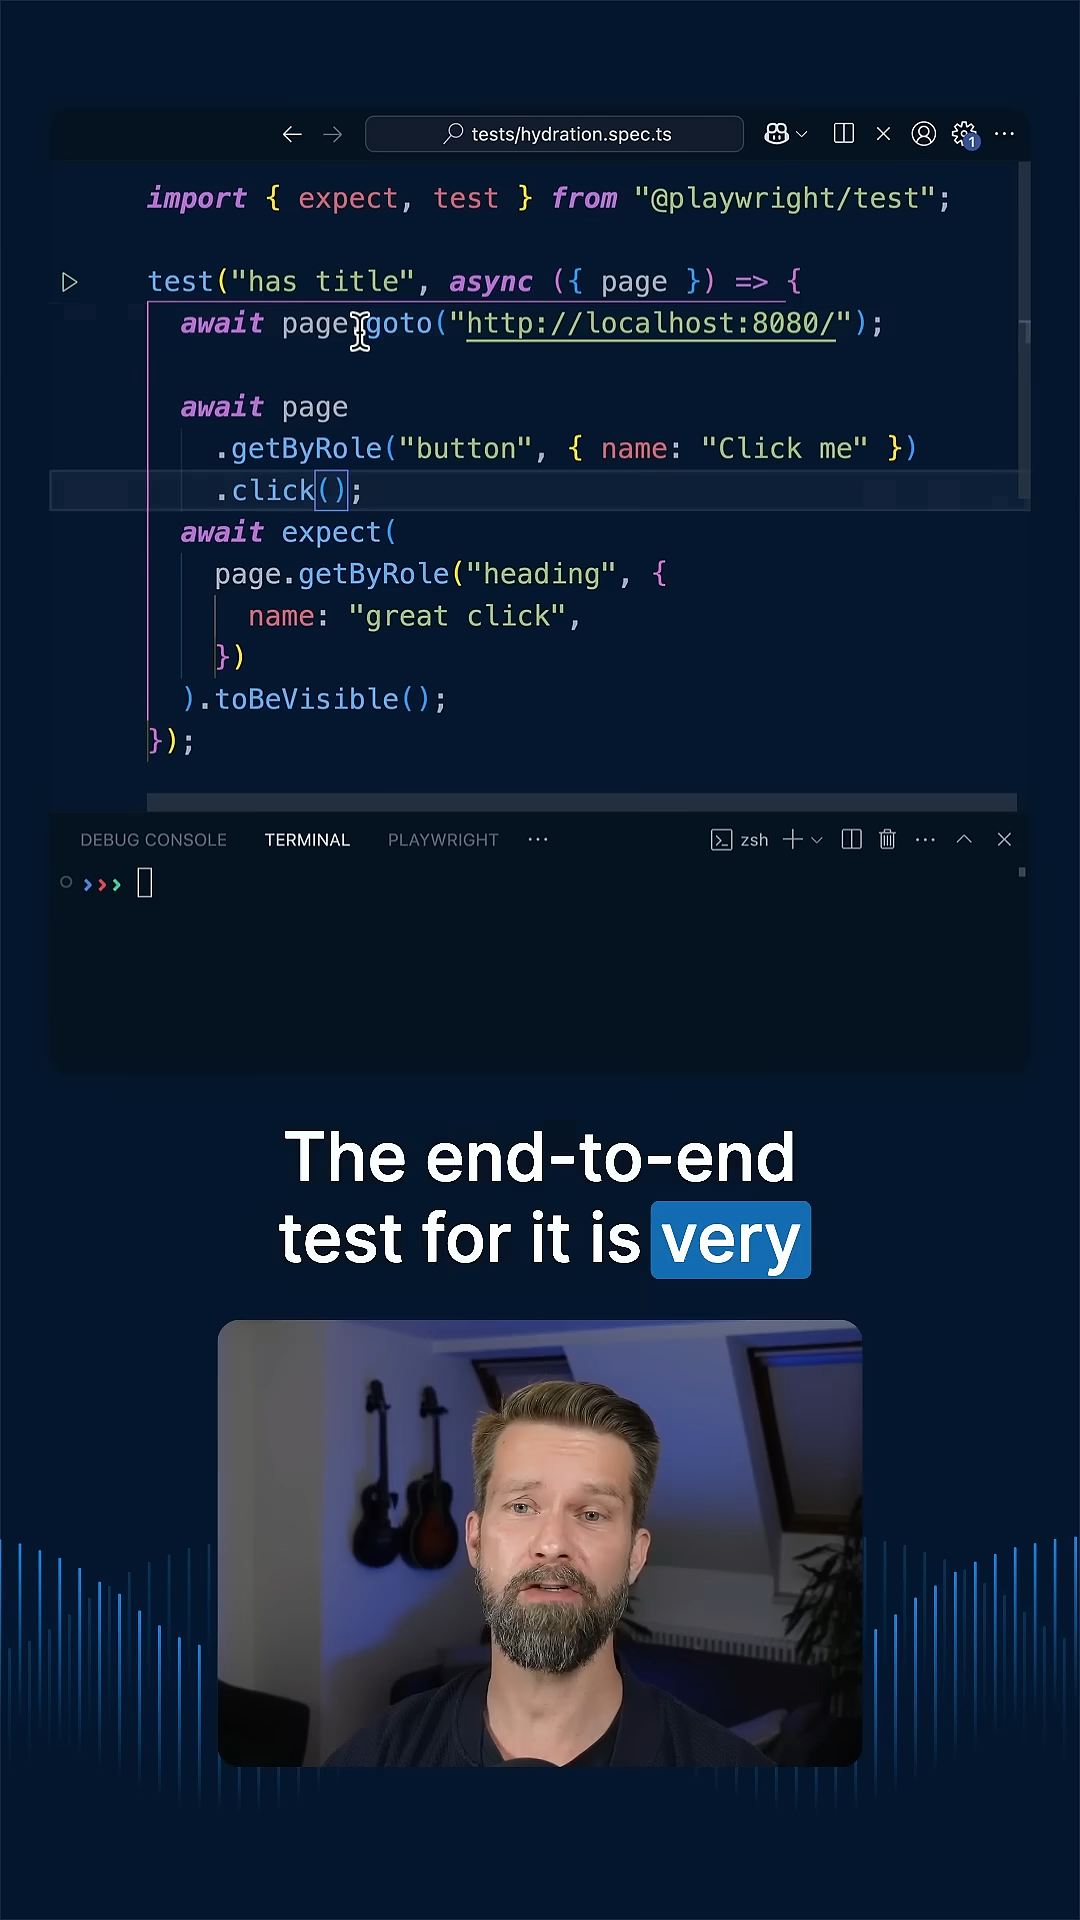 tests/hydration.spec.ts
1
import { expect, test } from "@playwright/test";
test("has title", async ({ page }) => {
await page.goto("http://localhost:8080/");
await page
.getByRole("button", { name: "Click me" })
.click();
await expect(
page.getByRole("heading", {
name: "great click",
})
).toBeVisible();
});
DEBUG CONSOLE TERMINAL PLAYWRIGHT ··· zsh
››› 
The end-to-end
test for it is very